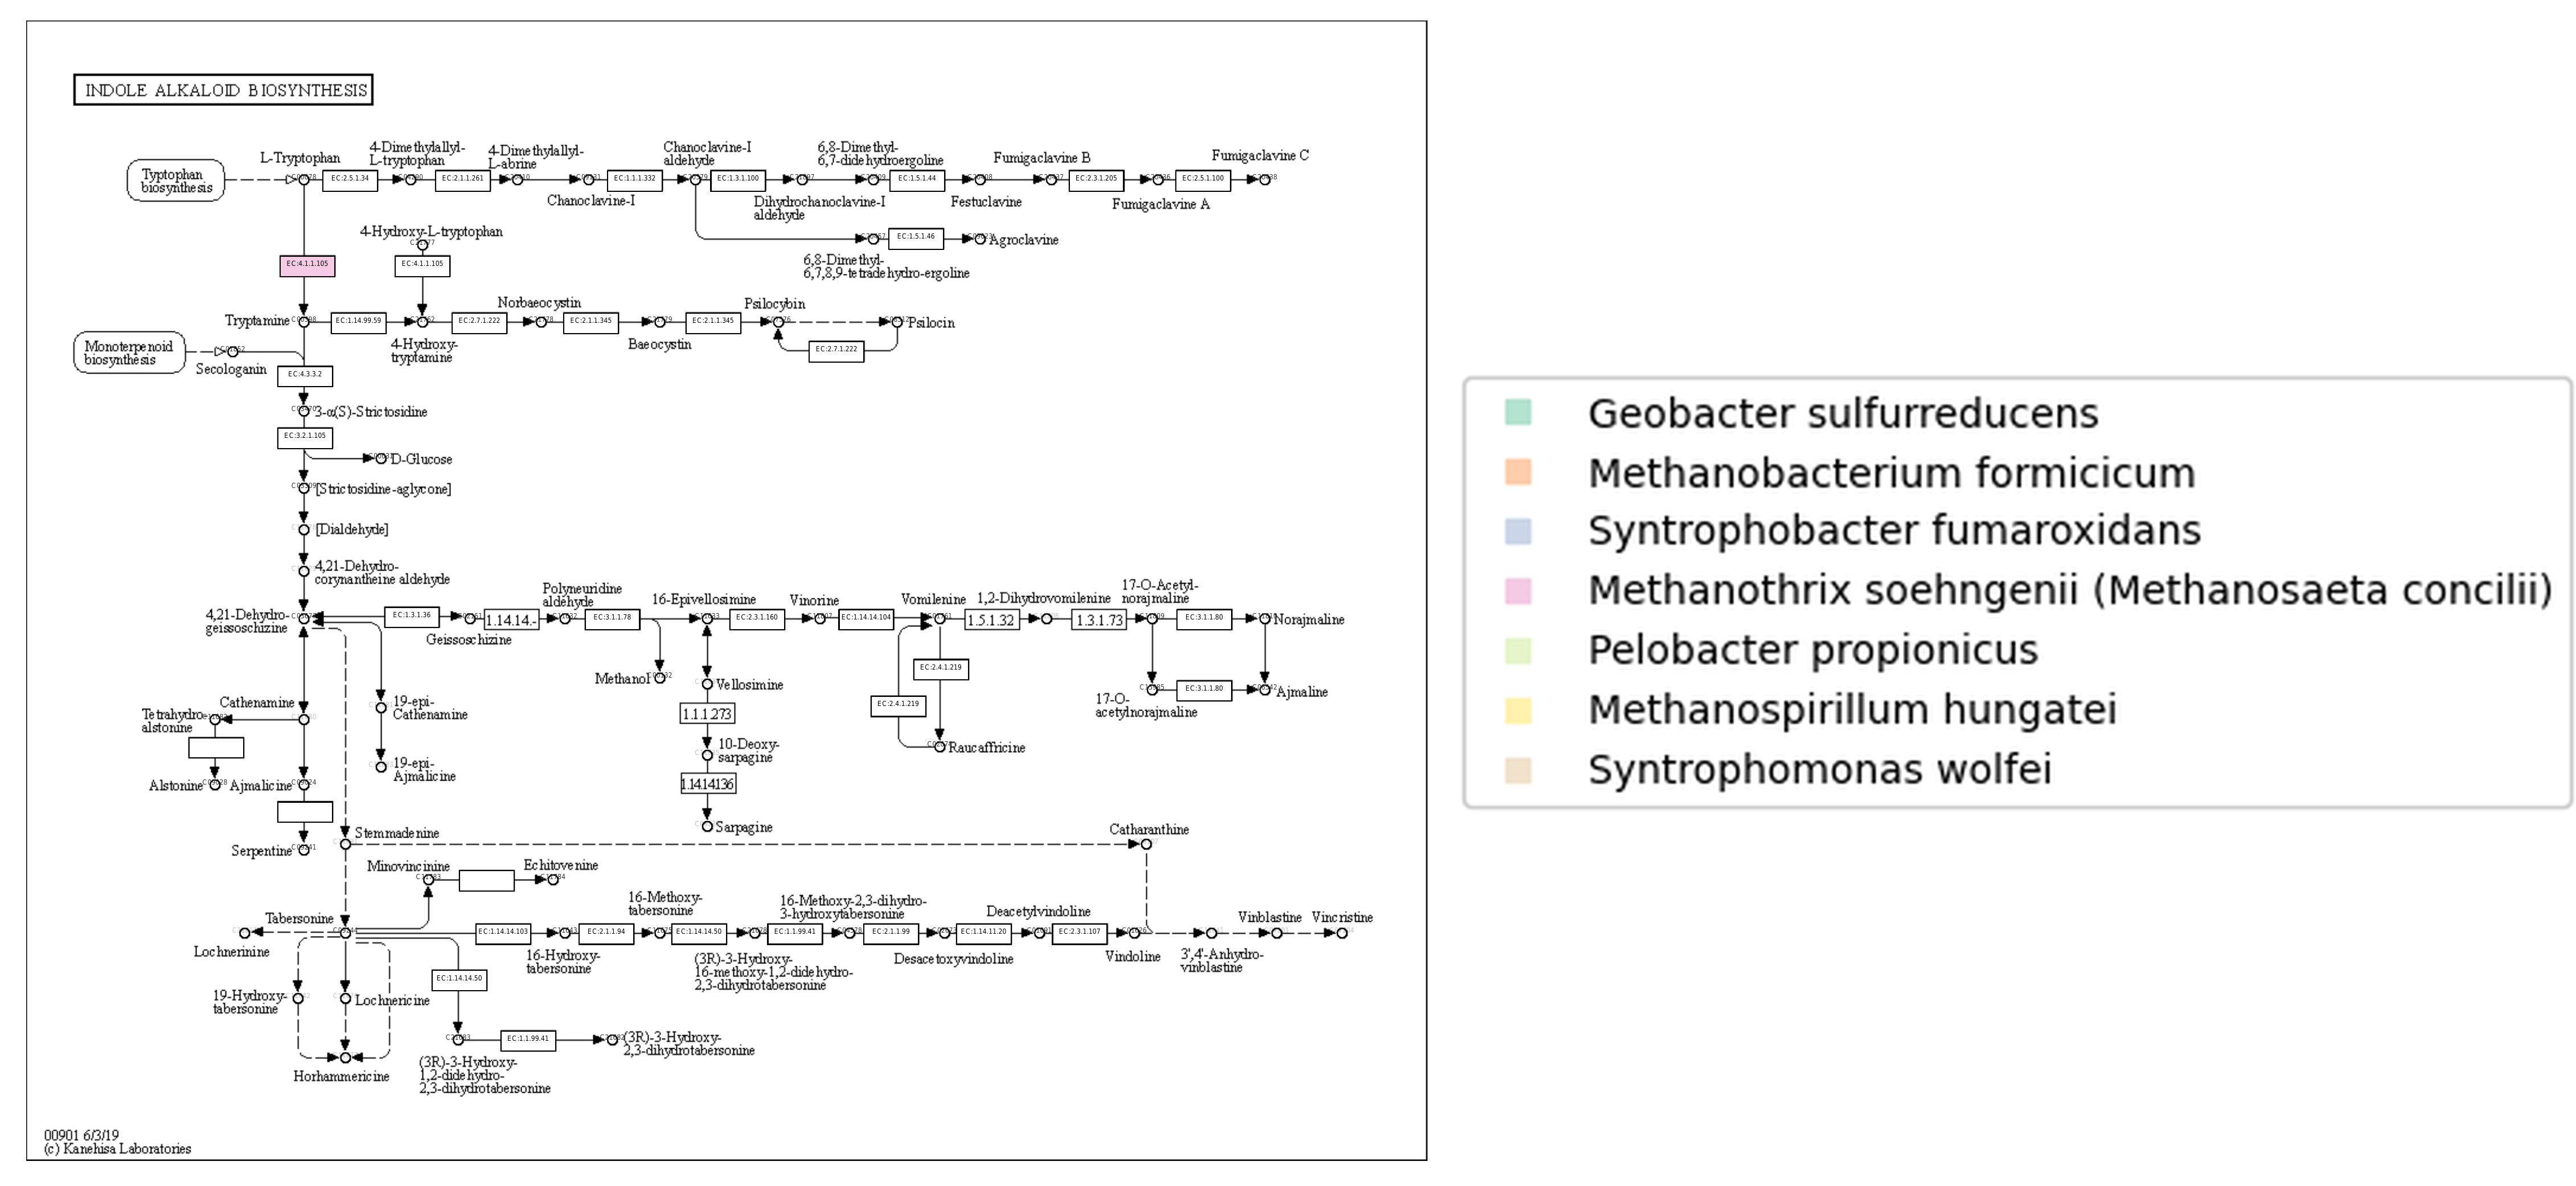 INDOLE ALKALOID BIOSYNTHESIS
Typtophan
biosynthesis
L-Tryptophan
4-Dimethylallyl-
L-tryptophan
4-Dimethylallyl-
L-abrine
Chanoclavine-I
aldehyde
6,8-Dimethyl-
6,7-didehydroergoline
Fumigaclavine B
Fumigaclavine C
EC:2.5.1.34
EC:2.1.1.261
EC:1.1.1.332
EC:1.3.1.100
EC:1.5.1.44
EC:2.3.1.205
EC:2.5.1.100
Chanoclavine-I
Dihydrochanoclavine-I
aldehyde
Festuclavine
Fumigaclavine A
4-Hydroxy-L-tryptophan
EC:1.5.1.46
Agroclavine
EC:4.1.1.105
EC:4.1.1.105
6,8-Dimethyl-
6,7,8,9-tetradehydro-ergoline
Norbaeocystin
Psilocybin
Tryptamine
EC:1.14.99.59
EC:2.7.1.222
EC:2.1.1.345
EC:2.1.1.345
Psilocin
4-Hydroxy-
tryptamine
Baeocystin
EC:2.7.1.222
Monoterpenoid
biosynthesis
Secologanin
EC:4.3.3.2
3-α(S)-Strictosidine
EC:3.2.1.105
D-Glucose
[Strictosidine-aglycone]
[Dialdehyde]
4,21-Dehydro-
corynantheine aldehyde
4,21-Dehydro-
geissoschizine
EC:1.3.1.36
Geissoschizine
1.14.14.-
Polyneuridine
aldehyde
EC:3.1.1.78
16-Epivellosimine
EC:2.3.1.160
Vinorine
EC:1.14.14.104
Vomilenine
1.5.1.32
1,2-Dihydrovomilenine
1.3.1.73
17-O-Acetyl-
norajmaline
EC:3.1.1.80
Norajmaline
Methanol
Vellosimine
EC:2.4.1.219
EC:2.4.1.219
Raucaffricine
17-O-
acetylnorajmaline
EC:3.1.1.80
Ajmaline
1.1.1.273
10-Deoxy-
sarpagine
1.14.14.136
Sarpagine
Cathenamine
Tetrahydro-
alstonine
19-epi-
Cathenamine
19-epi-
Ajmalicine
Alstonine
Ajmalicine
Serpentine
Stemmadenine
Catharanthine
Minovincinine
Echitovenine
Tabersonine
Lochnerinine
16-Methoxy-
tabersonine
16-Methoxy-2,3-dihydro-
3-hydroxytabersonine
Deacetylvindoline
Vinblastine
Vincristine
EC:1.14.14.103
EC:2.1.1.94
EC:1.14.14.50
EC:1.1.99.41
EC:2.1.1.99
EC:1.14.11.20
EC:2.3.1.107
16-Hydroxy-
tabersonine
(3R)-3-Hydroxy-
16-methoxy-1,2-didehydro-
2,3-dihydrotabersonine
Desacetoxyvindoline
Vindoline
3',4'-Anhydro-
vinblastine
EC:1.14.14.50
19-Hydroxy-
tabersonine
Lochnericine
EC:1.1.99.41
(3R)-3-Hydroxy-
2,3-dihydrotabersonine
(3R)-3-Hydroxy-
1,2-didehydro-
2,3-dihydrotabersonine
Horhammericine
00901 6/3/19
(c) Kanehisa Laboratories
Geobacter sulfurreducens
Methanobacterium formicicum
Syntrophobacter fumaroxidans
Methanothrix soehngenii (Methanosaeta concilii)
Pelobacter propionicus
Methanospirillum hungatei
Syntrophomonas wolfei